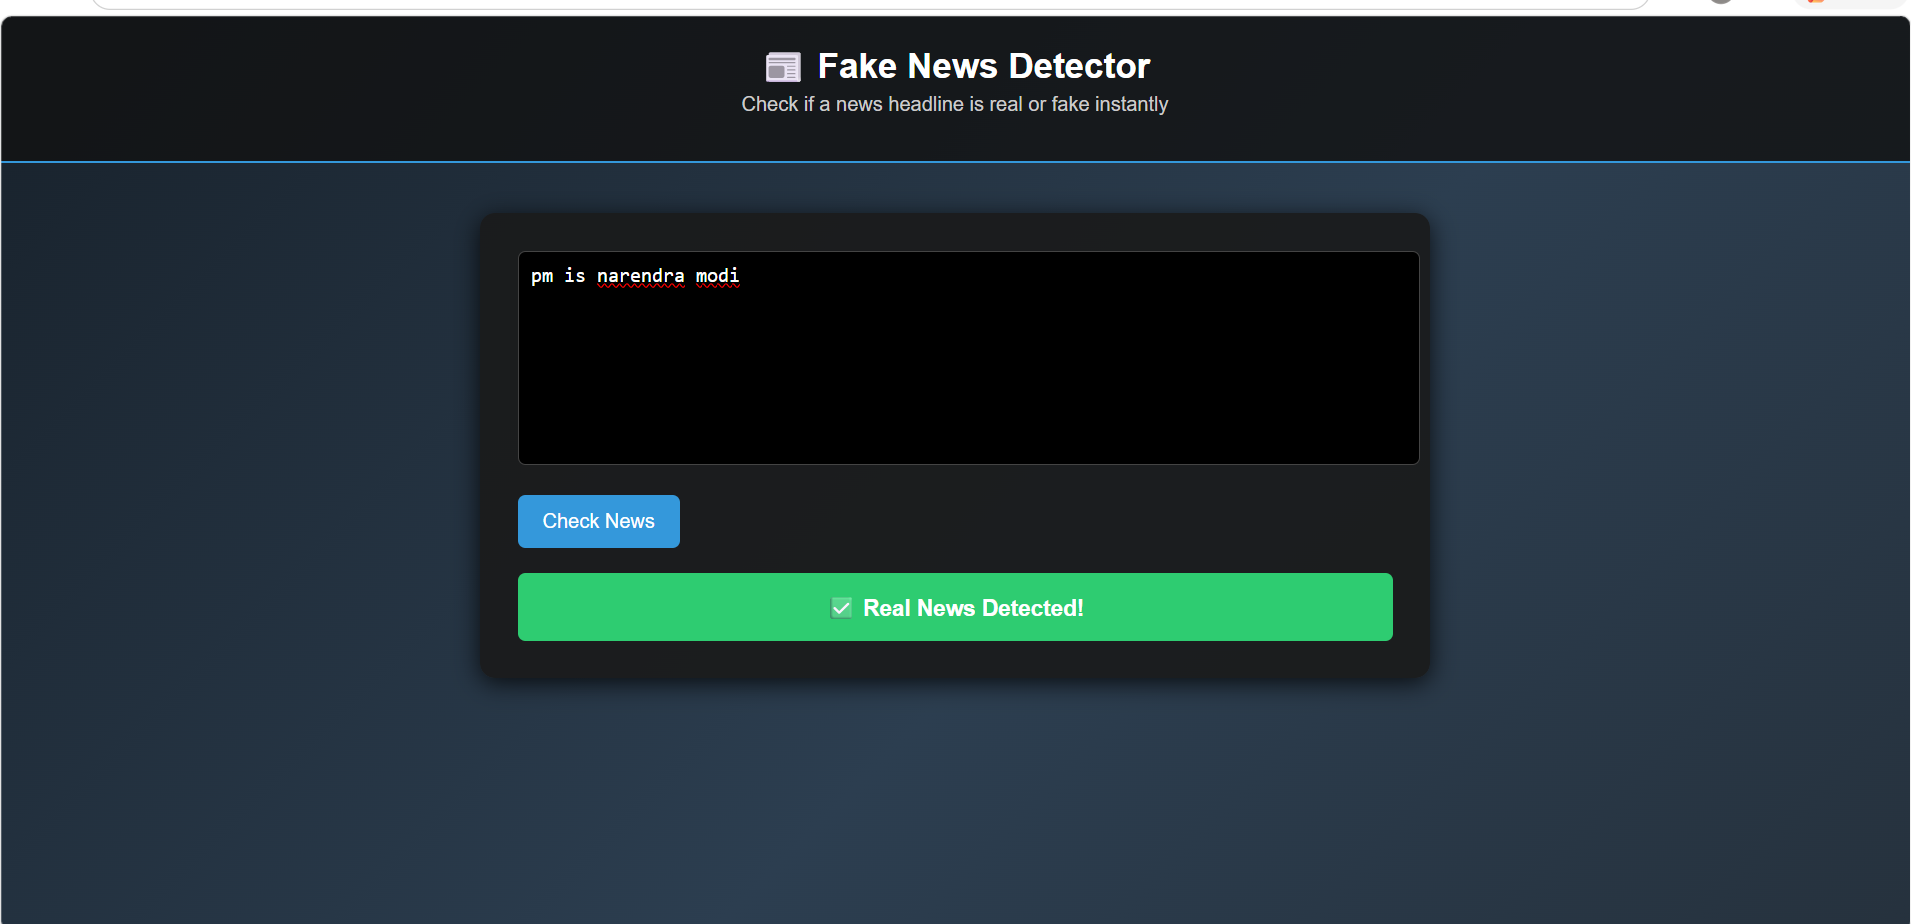 📰 Fake News Detector
Check if a news headline is real or fake instantly
pm is narendra modi
Check News
✅ Real News Detected!